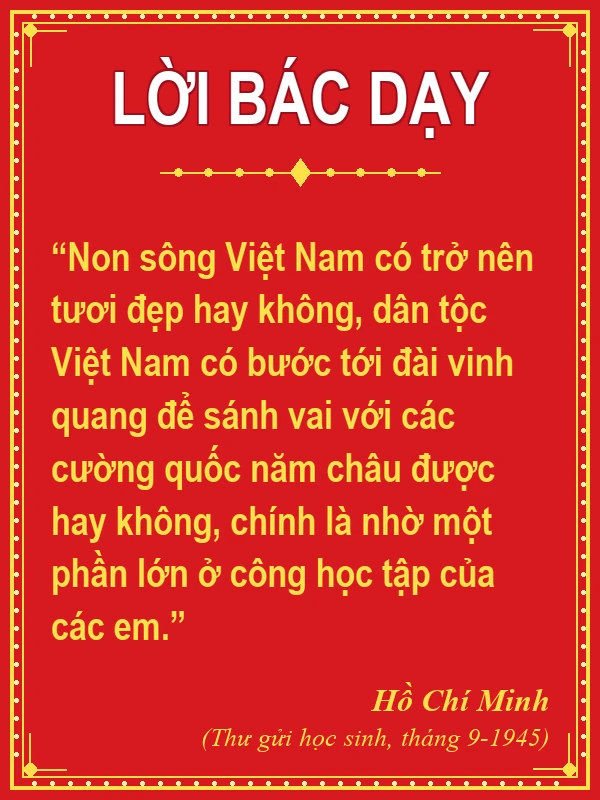 LỜI BÁC DẠY
“Non sông Việt Nam có trở nên
tươi đẹp hay không, dân tộc
Việt Nam có bước tới đài vinh
quang để sánh vai với các
cường quốc năm châu được
hay không, chính là nhờ một
phần lớn ở công học tập của
các em.”
Hồ Chí Minh
(Thư gửi học sinh, tháng 9-1945)